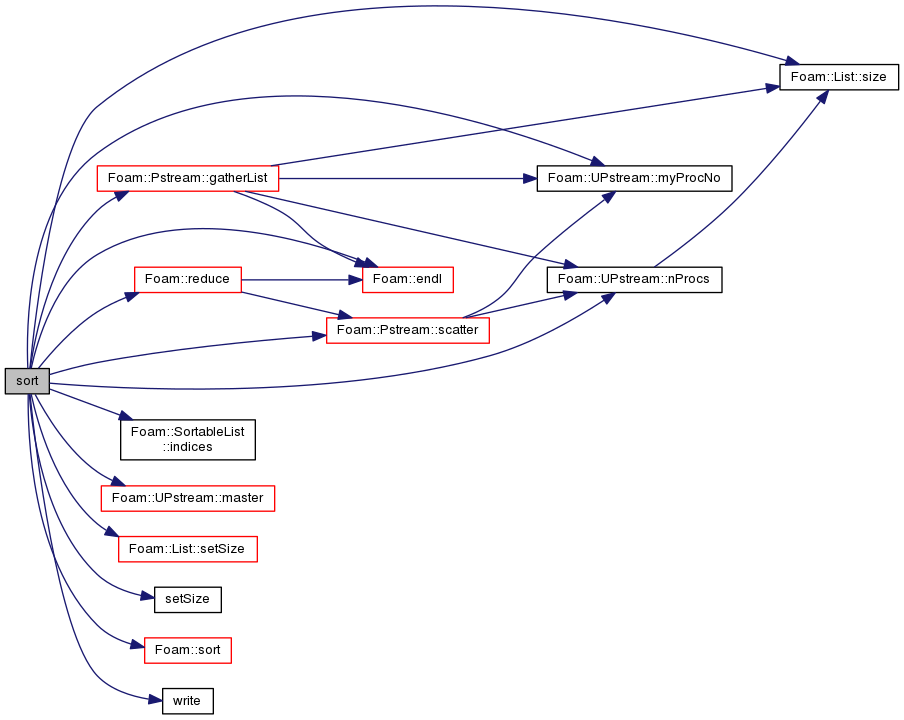 Foam::List::size
Foam::Pstream::gatherList
Foam::UPstream::myProcNo
Foam::reduce
Foam::endl
Foam::UPstream::nProcs
Foam::Pstream::scatter
sort
Foam::SortableList
::indices
Foam::UPstream::master
Foam::List::setSize
setSize
Foam::sort
write